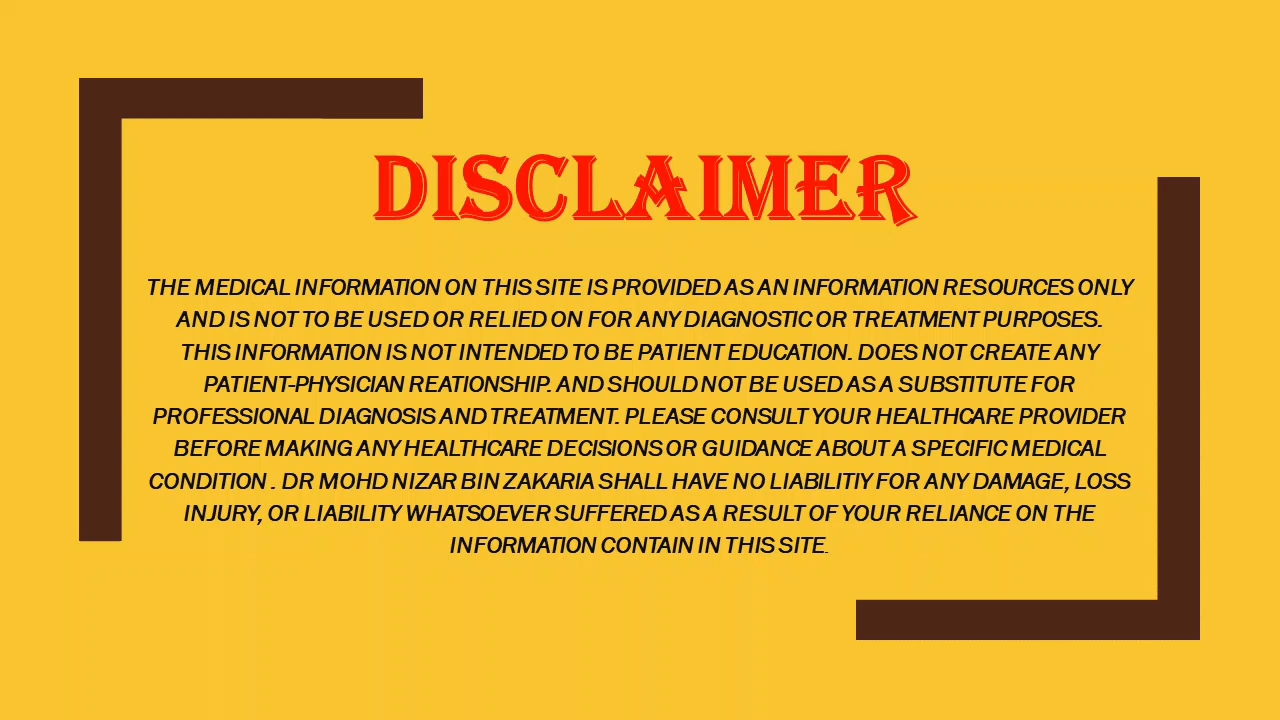 DISCLAIMER
THE MEDICAL INFORMATION ON THIS SITE IS PROVIDED AS AN INFORMATION RESOURCES ONLY
AND IS NOT TO BE USED OR RELIED ON FOR ANY DIAGNOSTIC OR TREATMENT PURPOSES.
THIS INFORMATION IS NOT INTENDED TO BE PATIENT EDUCATION. DOES NOT CREATE ANY
PATIENT-PHYSICIAN REATIONSHIP. AND SHOULD NOT BE USED AS A SUBSTITUTE FOR
PROFESSIONAL DIAGNOSIS AND TREATMENT. PLEASE CONSULT YOUR HEALTHCARE PROVIDER
BEFORE MAKING ANY HEALTHCARE DECISIONS OR GUIDANCE ABOUT A SPECIFIC MEDICAL
CONDITION . DR MOHD NIZAR BIN ZAKARIA SHALL HAVE NO LIABILITIY FOR ANY DAMAGE, LOSS
INJURY, OR LIABILITY WHATSOEVER SUFFERED AS A RESULT OF YOUR RELIANCE ON THE
INFORMATION CONTAIN IN THIS SITE.